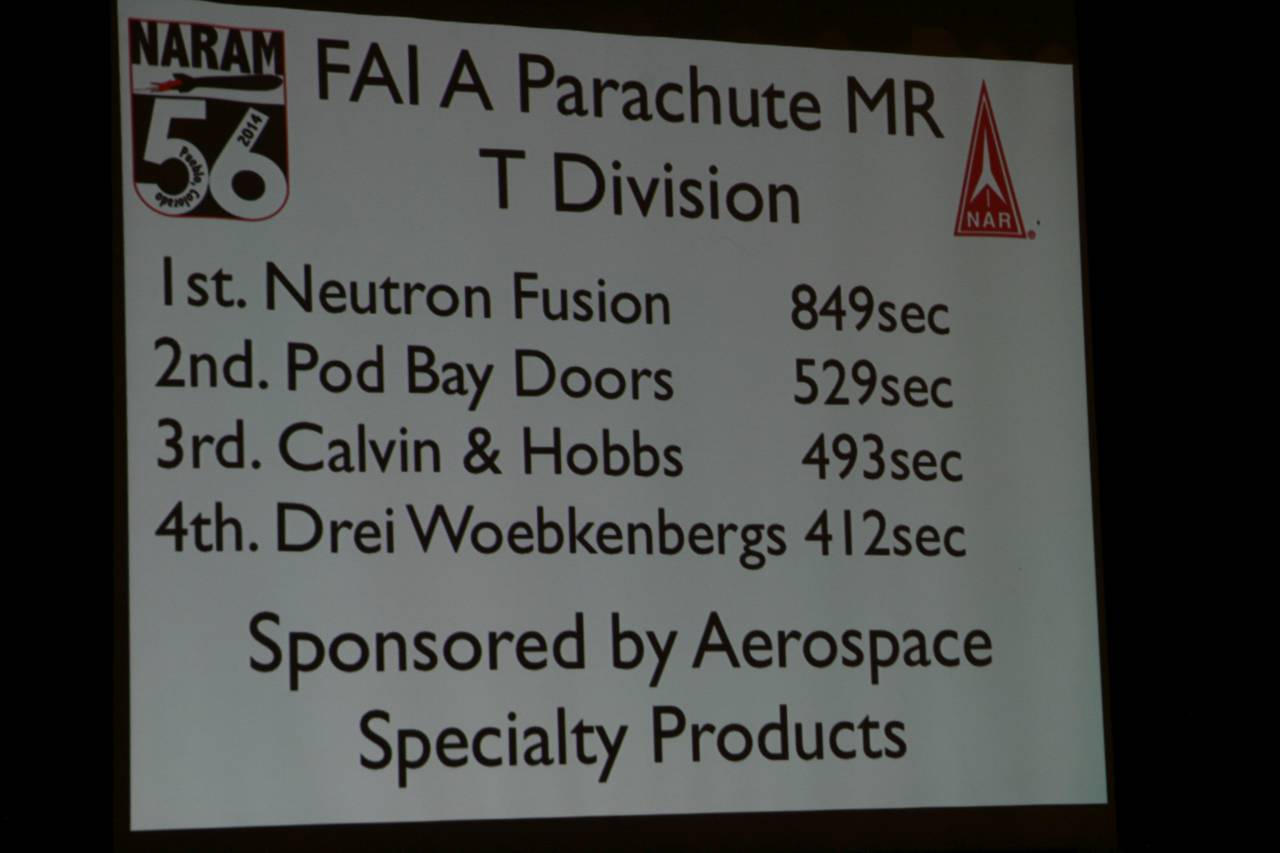 NARAM
56
2014
Pueblo, Colorado
FAI A Parachute MR
T Division
NAR
1st. Neutron Fusion 849sec
2nd. Pod Bay Doors 529sec
3rd. Calvin & Hobbs 493sec
4th. Drei Woebkenbergs 412sec
Sponsored by Aerospace
Specialty Products